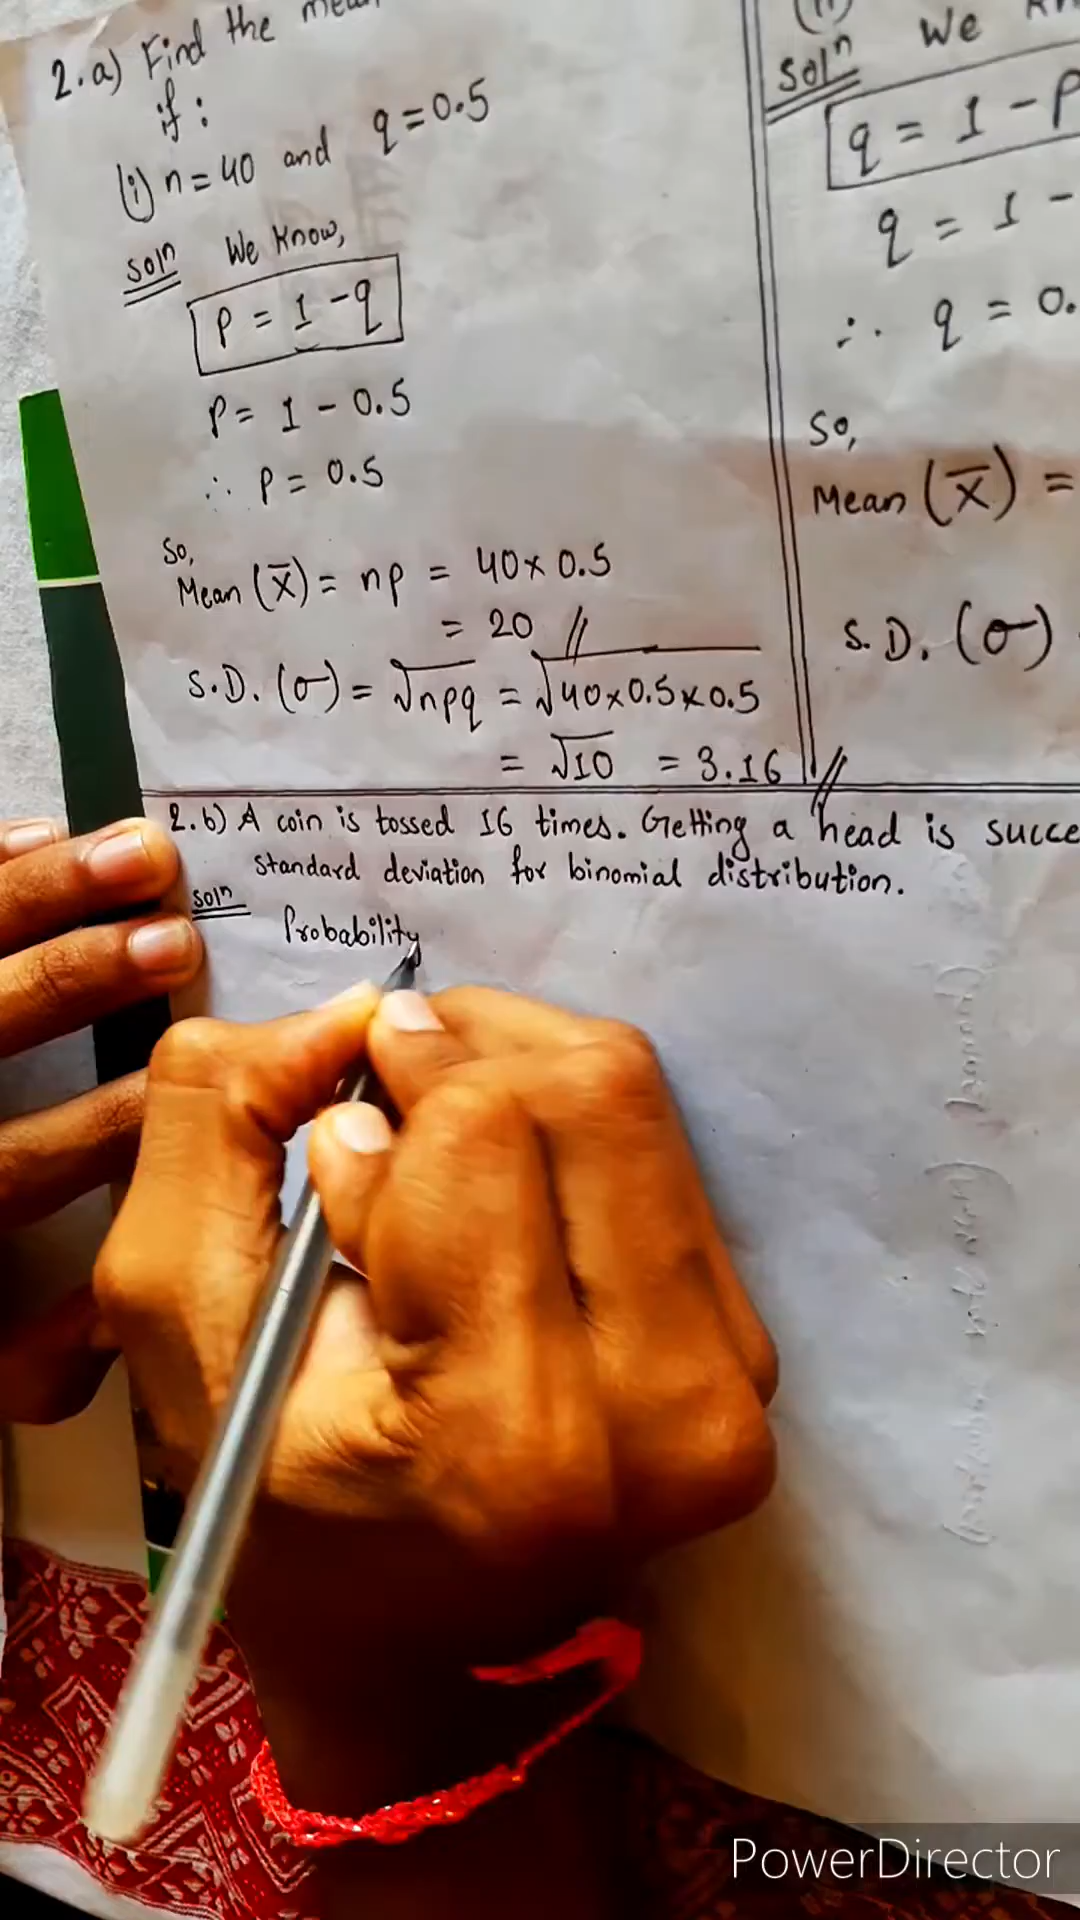 2.a) Find the mean
if :
(i) n = 40 and q = 0.5
Solⁿ We know,
P = 1 - q
P = 1 - 0.5
∴ P = 0.5
So,
Mean (x̅) = np = 40 × 0.5
= 20 //
S.D. (σ) = √npq = √40×0.5×0.5
= √10 = 3.16 //
(ii)
Solⁿ We kn
q = 1 - P
q = 1 -
∴ q = 0.
So,
Mean (x̅) =
S.D. (σ)
2.b) A coin is tossed 16 times. Getting a head is succe
standard deviation for binomial distribution.
Solⁿ Probability
PowerDirector